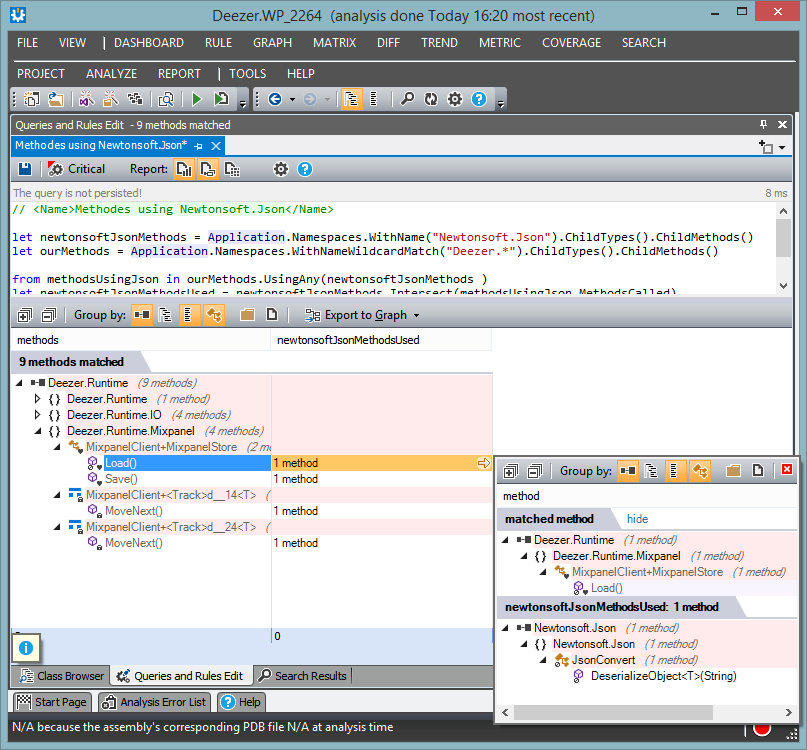 Deezer.WP_2264 (analysis done Today 16:20 most recent)
FILE VIEW DASHBOARD RULE GRAPH MATRIX DIFF TREND METRIC COVERAGE SEARCH
PROJECT ANALYZE REPORT TOOLS HELP
Queries and Rules Edit - 9 methods matched
Methodes using Newtonsoft.Json*
Critical Report:
The query is not persisted! 8 ms
// <Name>Methodes using Newtonsoft.Json</Name>
let newtonsoftJsonMethods = Application.Namespaces.WithName("Newtonsoft.Json").ChildTypes().ChildMethods()
let ourMethods = Application.Namespaces.WithNameWildcardMatch("Deezer.*").ChildTypes().ChildMethods()
from methodsUsingJson in ourMethods.UsingAny(newtonsoftJsonMethods )
let newtonsoftJsonMethodsUsed = newtonsoftJsonMethods.Intersect(methodsUsingJson.MethodsCalled)
Group by: Export to Graph
methods newtonsoftJsonMethodsUsed
9 methods matched
Deezer.Runtime (9 methods)
{} Deezer.Runtime (1 method)
{} Deezer.Runtime.IO (4 methods)
{} Deezer.Runtime.Mixpanel (4 methods)
MixpanelClient+MixpanelStore (2 m
Load() 1 method
Save() 1 method
MixpanelClient+<Track>d__14<T> (
MoveNext() 1 method
MixpanelClient+<Track>d__24<T> (
MoveNext() 1 method
0
Class Browser Queries and Rules Edit Search Results
Start Page Analysis Error List Help
N/A because the assembly's corresponding PDB file N/A at analysis time
Group by:
method
matched method hide
Deezer.Runtime (1 method)
{} Deezer.Runtime.Mixpanel (1 method)
MixpanelClient+MixpanelStore (1 method)
Load()
newtonsoftJsonMethodsUsed: 1 method
Newtonsoft.Json (1 method)
{} Newtonsoft.Json (1 method)
JsonConvert (1 method)
DeserializeObject<T>(String)